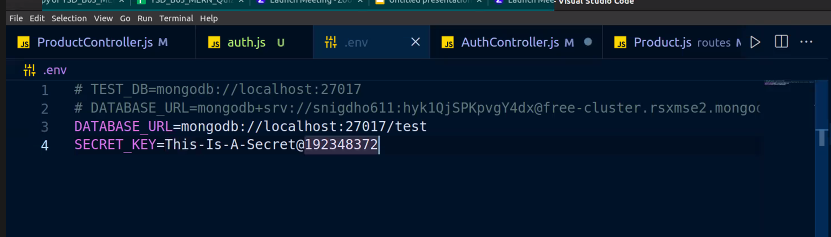 Visual Studio Code
File Edit Selection View Go Run Terminal Help
ProductController.js M auth.js U .env AuthController.js M Product.js routes
.env
1 # TEST_DB=mongodb://localhost:27017
2 # DATABASE_URL=mongodb+srv://snigdho611:hyk1QjSPKpvgY4dx@free-cluster.rsxmse2.mongo
3 DATABASE_URL=mongodb://localhost:27017/test
4 SECRET_KEY=This-Is-A-Secret@192348372